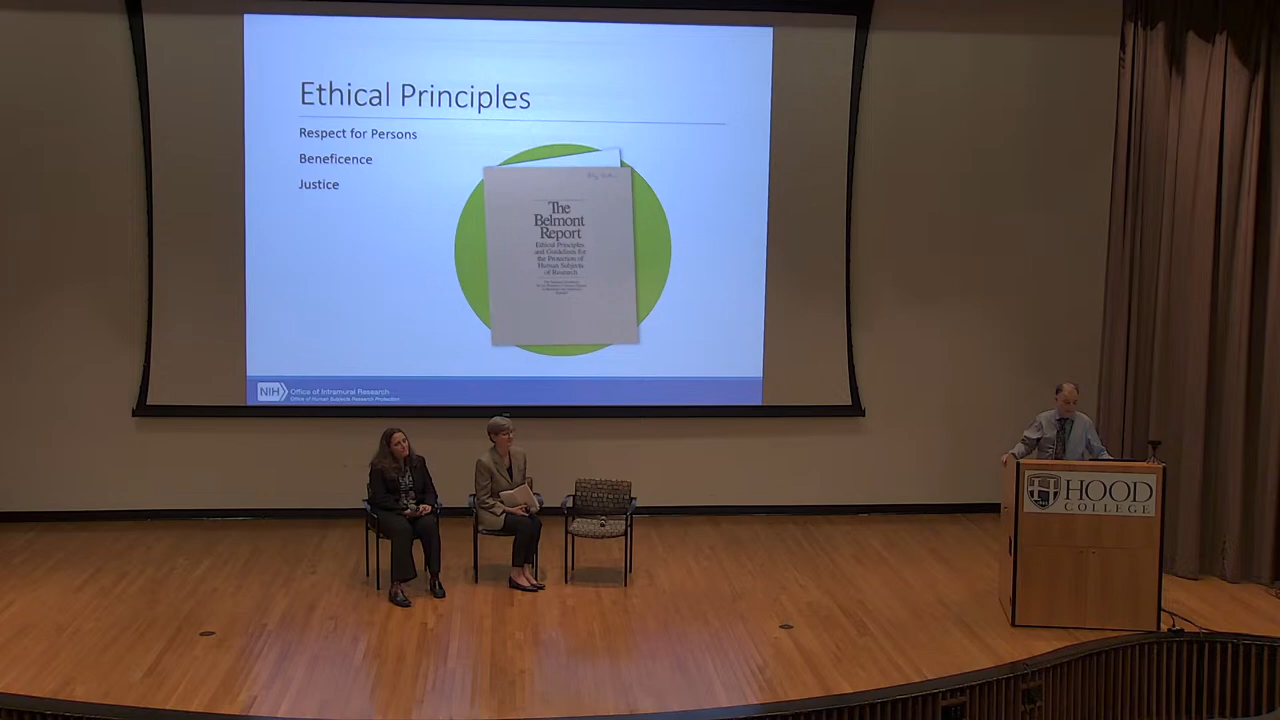 Ethical Principles
Respect for Persons
Beneficence
Justice
The
Belmont
Report
Ethical Principles
and Guidelines for
the Protection of
Human Subjects
of Research
NIH
Office of Intramural Research
Office of Human Subjects Research Protection
HOOD
COLLEGE